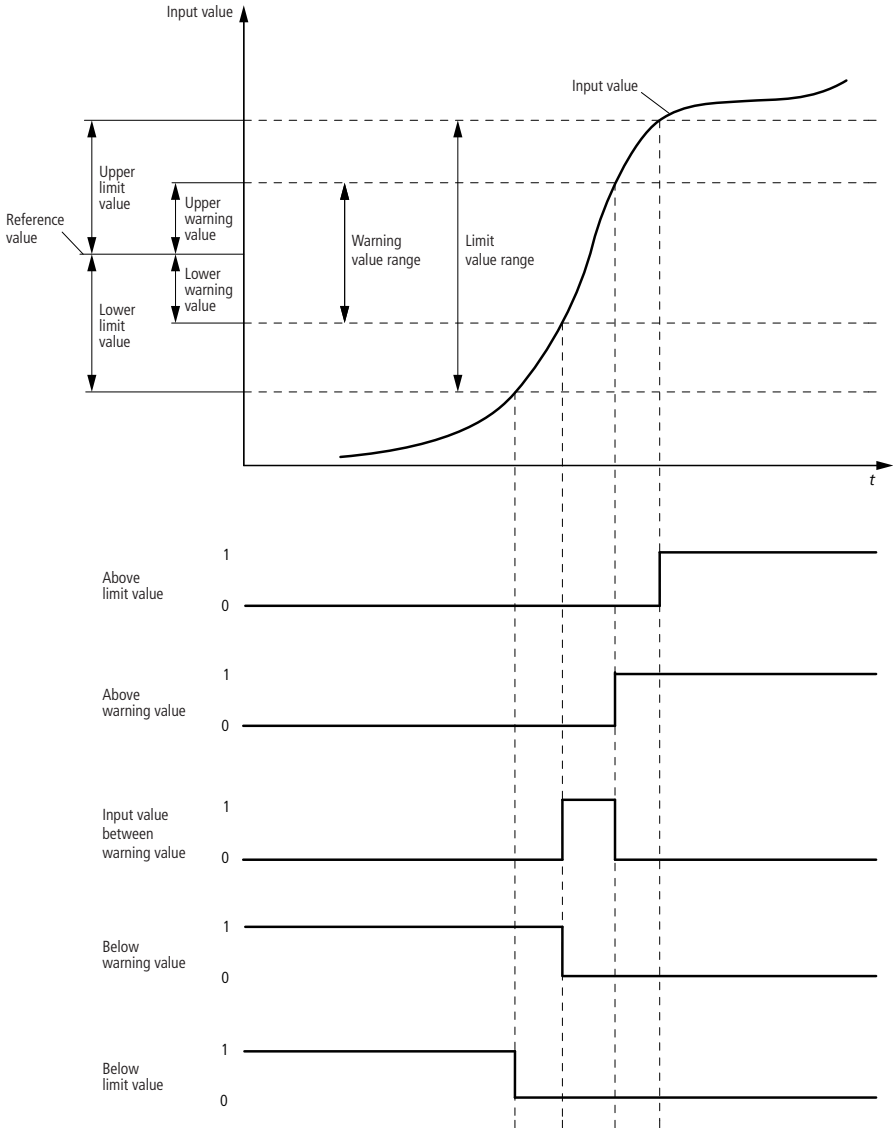 Input value
Input value
Upper
limit
value
Upper
warning
value
Reference
value
Warning
value range
Limit
value range
Lower
warning
value
Lower
limit
value
t
1
Above
limit value
0
1
Above
warning value
0
1
Input value
between
warning value
0
1
Below
warning value
0
1
Below
limit value
0